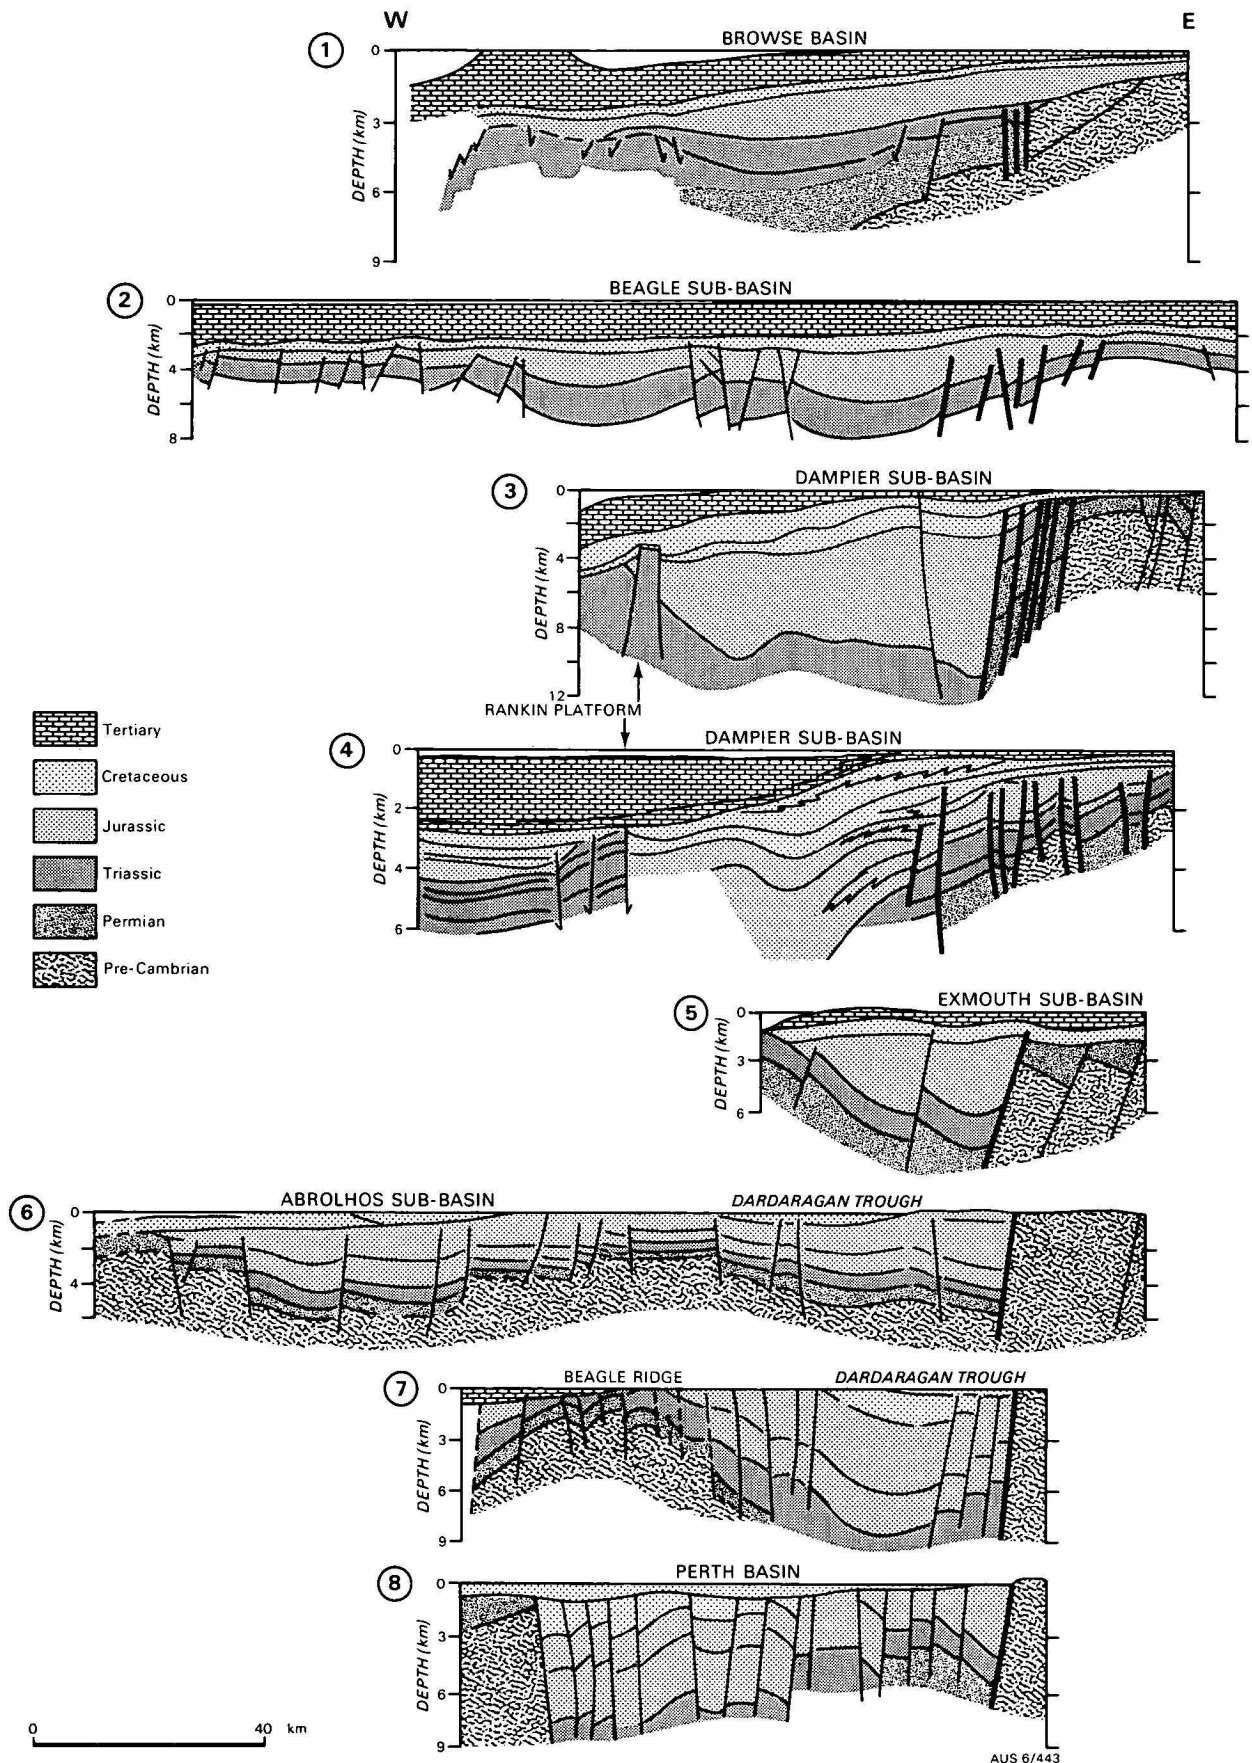 W
E
1
BROWSE BASIN
0
3
6
9
DEPTH (km)
2
BEAGLE SUB-BASIN
0
2
4
8
DEPTH (km)
3
DAMPIER SUB-BASIN
0
4
8
12
DEPTH (km)
RANKIN PLATFORM
4
DAMPIER SUB-BASIN
0
2
4
6
DEPTH (km)
Tertiary
Cretaceous
Jurassic
Triassic
Permian
Pre-Cambrian
5
EXMOUTH SUB-BASIN
0
3
6
DEPTH (km)
6
ABROLHOS SUB-BASIN
DARDARAGAN TROUGH
0
4
DEPTH (km)
7
BEAGLE RIDGE
DARDARAGAN TROUGH
0
3
6
9
DEPTH (km)
8
PERTH BASIN
0
3
6
9
DEPTH (km)
0 40 km
AUS 6/443